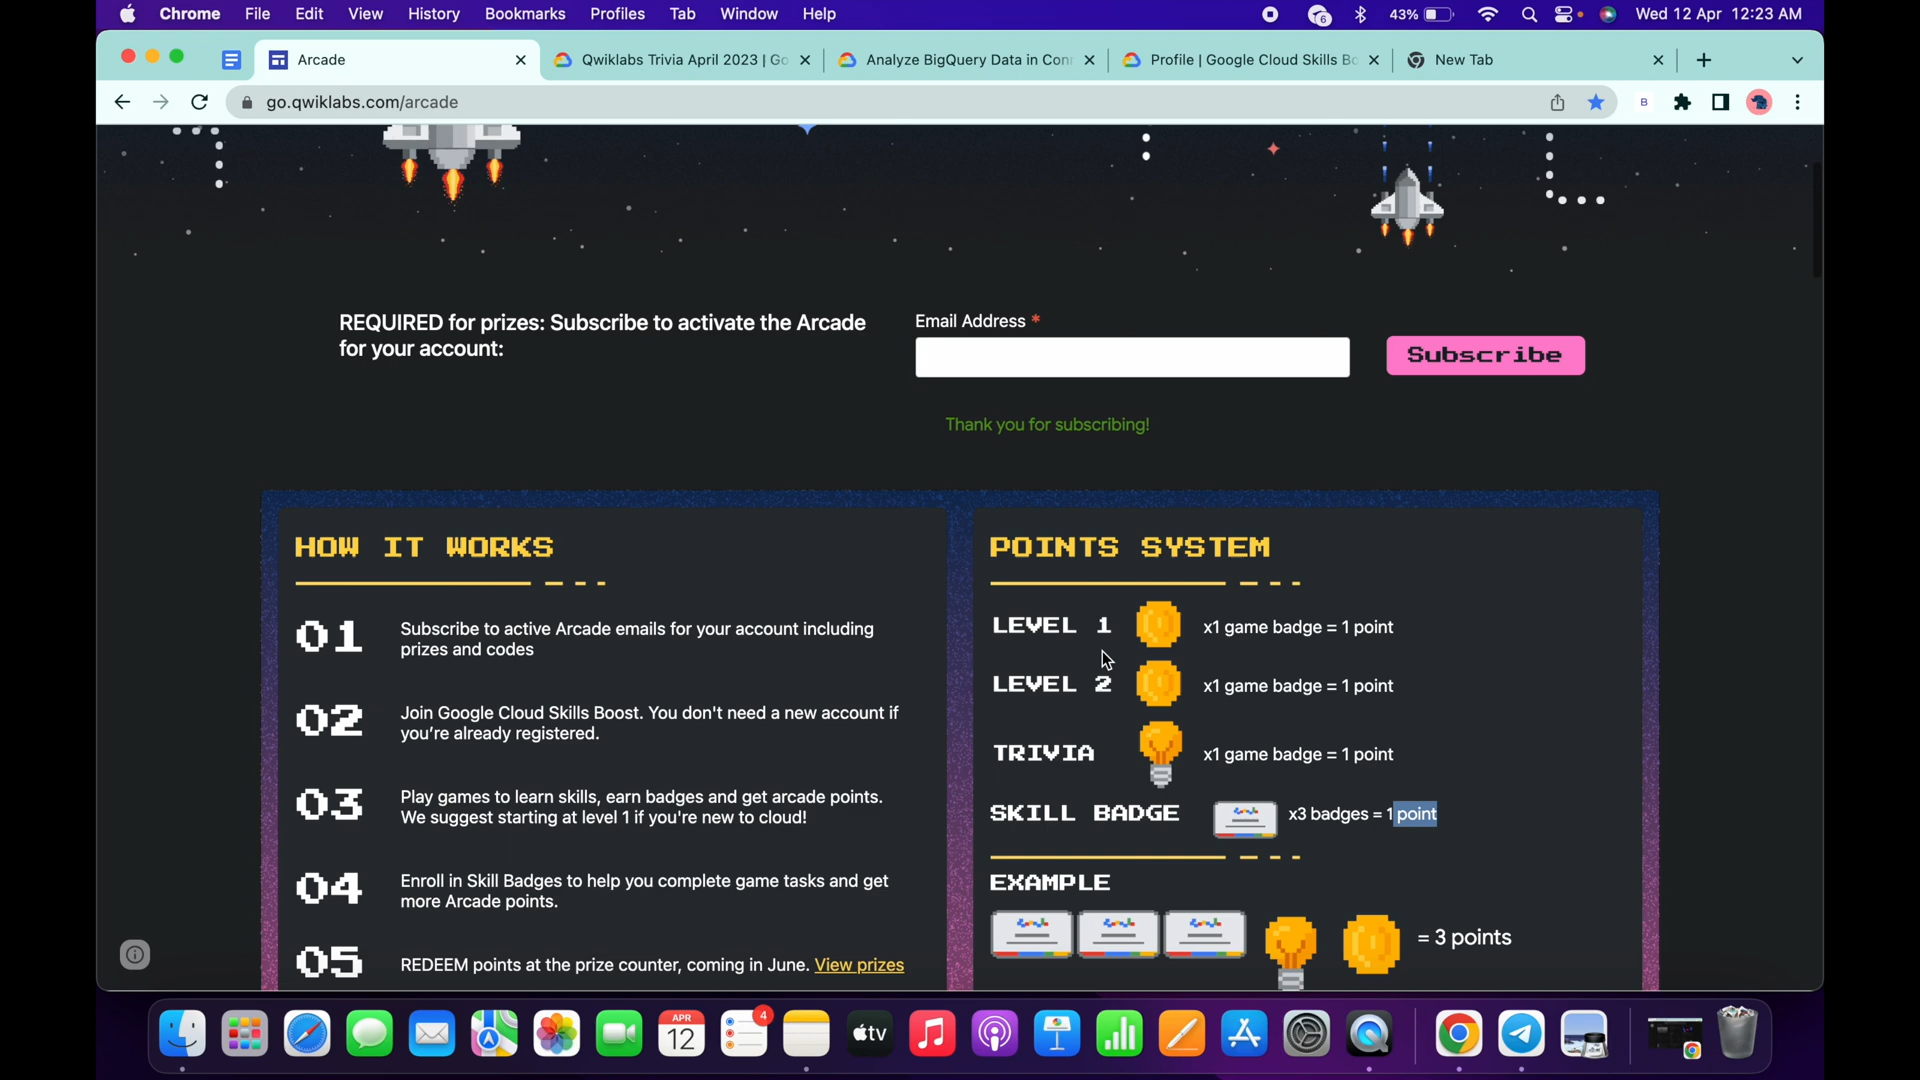 Chrome File Edit View History Bookmarks Profiles Tab Window Help 6 43% Wed 12 Apr 12:23 AM
Arcade Qwiklabs Trivia April 2023 | Go Analyze BigQuery Data in Con Profile | Google Cloud Skills Bo New Tab
go.qwiklabs.com/arcade B
REQUIRED for prizes: Subscribe to activate the Arcade
for your account:
Email Address *
Subscribe
Thank you for subscribing!
HOW IT WORKS
01 Subscribe to active Arcade emails for your account including
prizes and codes
02 Join Google Cloud Skills Boost. You don't need a new account if
you're already registered.
03 Play games to learn skills, earn badges and get arcade points.
We suggest starting at level 1 if you're new to cloud!
04 Enroll in Skill Badges to help you complete game tasks and get
more Arcade points.
05 REDEEM points at the prize counter, coming in June. View prizes
POINTS SYSTEM
LEVEL 1 x1 game badge = 1 point
LEVEL 2 x1 game badge = 1 point
TRIVIA x1 game badge = 1 point
SKILL BADGE x3 badges = 1 point
EXAMPLE
= 3 points
APR
12
4
tv